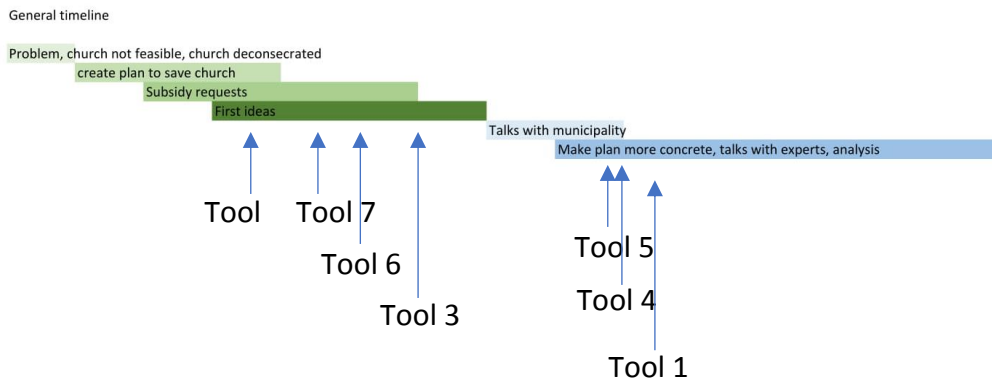 General timeline
Problem, church not feasible, church deconsecrated
create plan to save church
Subsidy requests
First ideas
Talks with municipality
Make plan more concrete, talks with experts, analysis
Tool
Tool 7
Tool 6
Tool 3
Tool 5
Tool 4
Tool 1